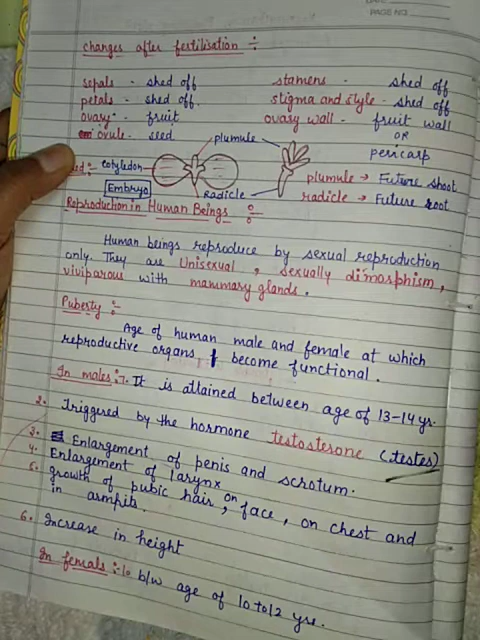 DATE
PAGE NO
Changes after fertilisation :-
sepals - shed off    stamens - shed off
petals - shed off.    stigma and style - shed off
ovary - fruit    ovary wall - fruit wall
ovule - seed    OR
plumule    pericarp
seed:- cotyledon    plumule → Future shoot
Embryo    Radicle    radicle → Future root
Reproduction in Human Beings :-
Human beings reproduce by sexual reproduction
only. They are Unisexual, sexually dimorphism,
viviparous with mammary glands.
Puberty :-
Age of human male and female at which
reproductive organs become functional.
In males:- 1. It is attained between age of 13-14 yr.
2. Triggered by the hormone testosterone (testes)
3. Enlargement of penis and scrotum.
4. Enlargement of larynx
5. growth of pubic hair, on face, on chest and
in armpits.
6. Increase in height
In females :- 1. b/w age of 10 to 12 yrs.